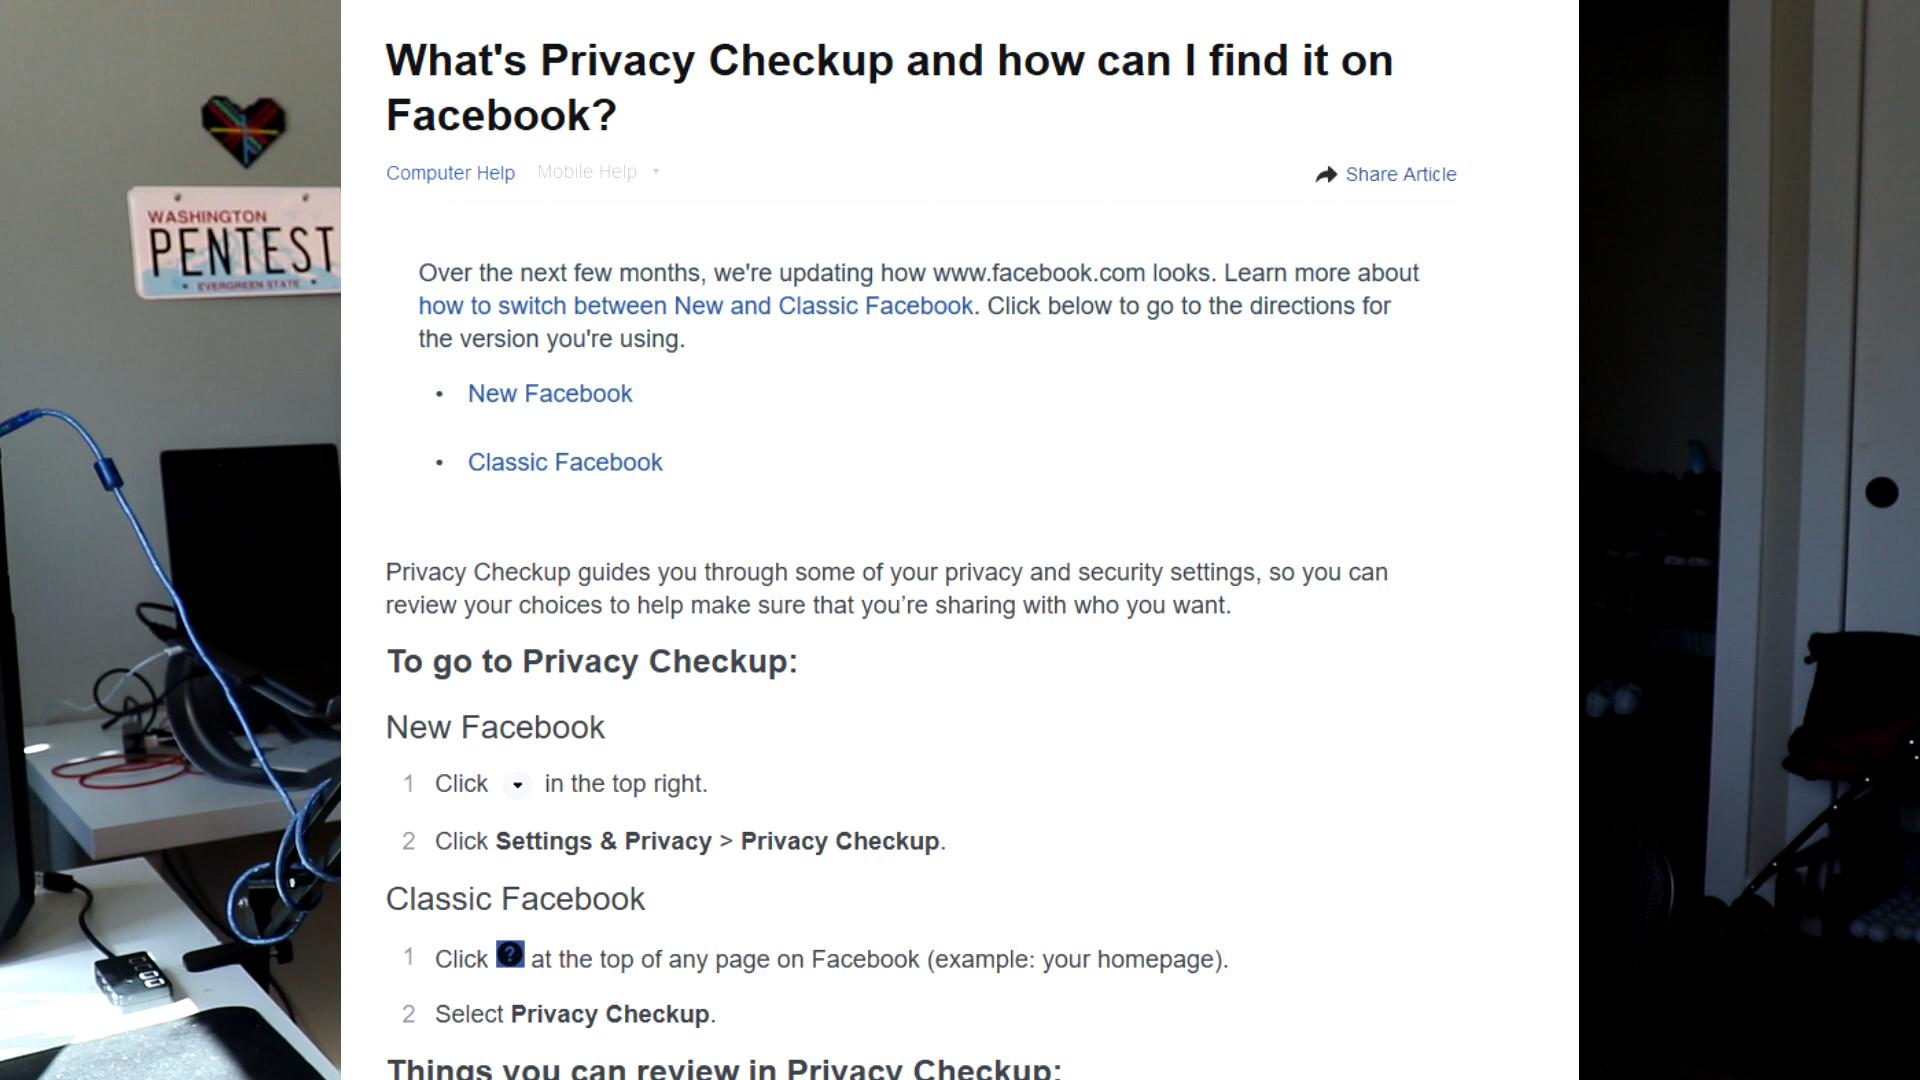 What's Privacy Checkup and how can I find it on
Facebook?
Computer Help Mobile Help
Share Article
WASHINGTON
PENTEST
EVERGREEN STATE
Over the next few months, we're updating how www.facebook.com looks. Learn more about
how to switch between New and Classic Facebook. Click below to go to the directions for
the version you're using.
• New Facebook
• Classic Facebook
Privacy Checkup guides you through some of your privacy and security settings, so you can
review your choices to help make sure that you’re sharing with who you want.
To go to Privacy Checkup:
New Facebook
1 Click in the top right.
2 Click Settings & Privacy > Privacy Checkup.
Classic Facebook
1 Click ? at the top of any page on Facebook (example: your homepage).
2 Select Privacy Checkup.
Things you can review in Privacy Checkup: